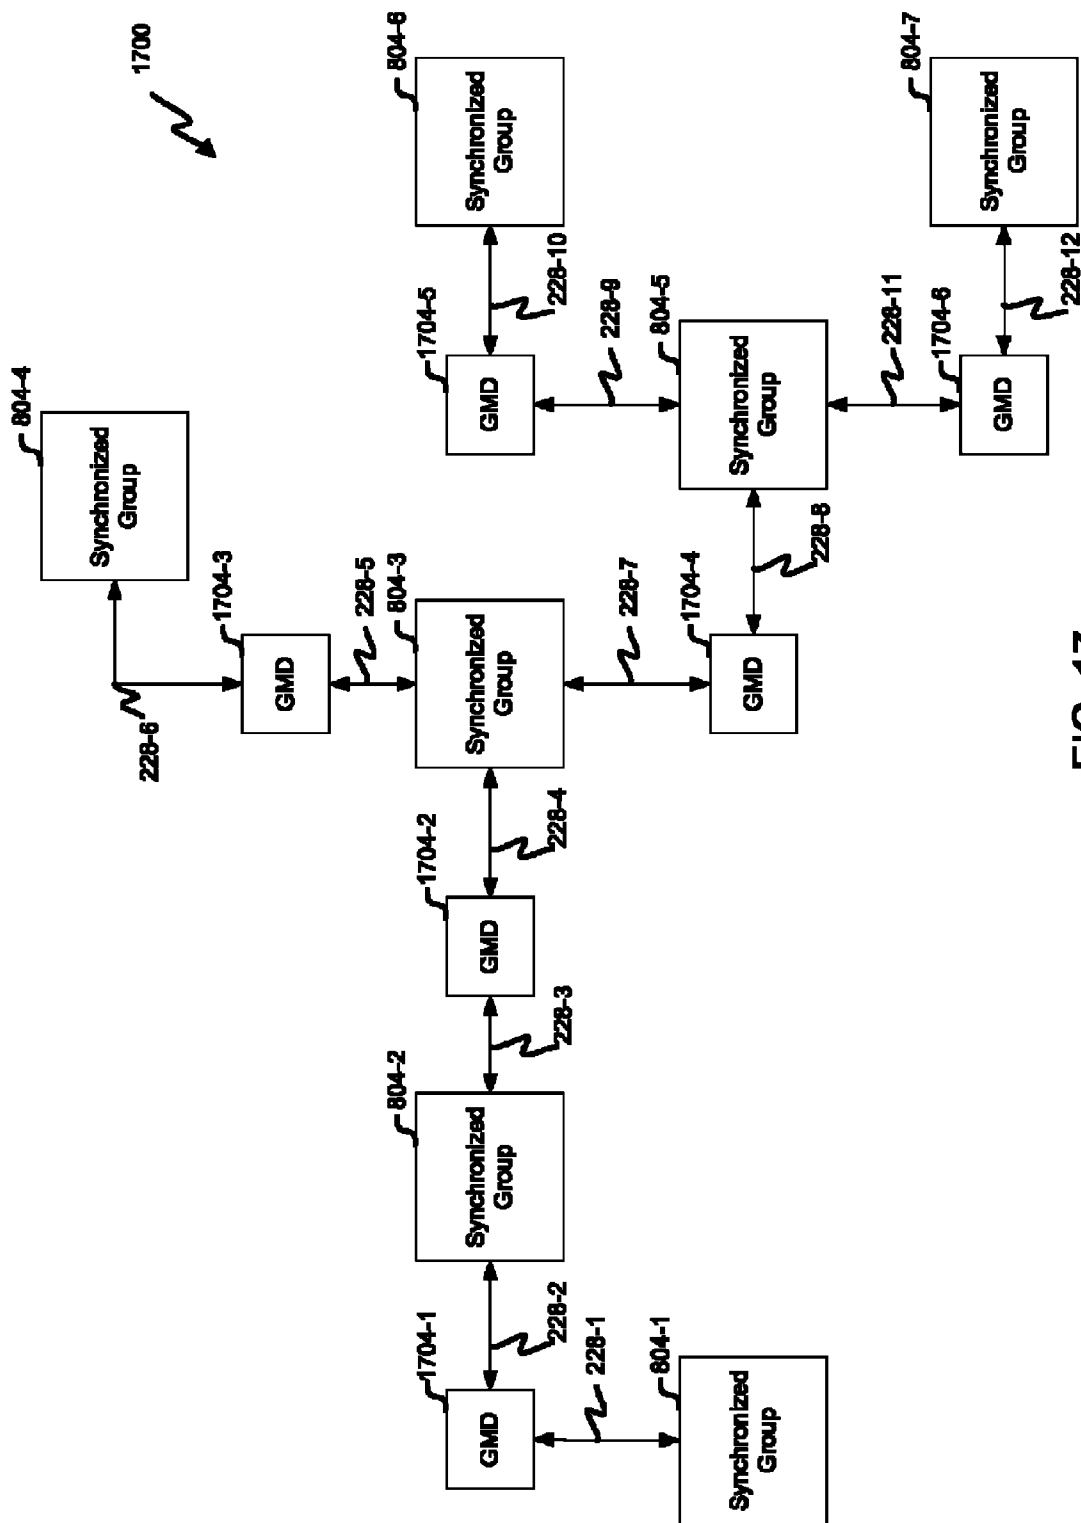 1700
804-4
Synchronized
Group
804-6
Synchronized
Group
228-6
1704-3
GMD
1704-5
GMD
228-10
228-5
228-9
804-1
Synchronized
Group
1704-1
GMD
228-1
228-2
804-2
Synchronized
Group
228-3
1704-2
GMD
228-4
804-3
Synchronized
Group
228-7
1704-4
GMD
228-8
804-5
Synchronized
Group
228-11
1704-6
GMD
228-12
804-7
Synchronized
Group